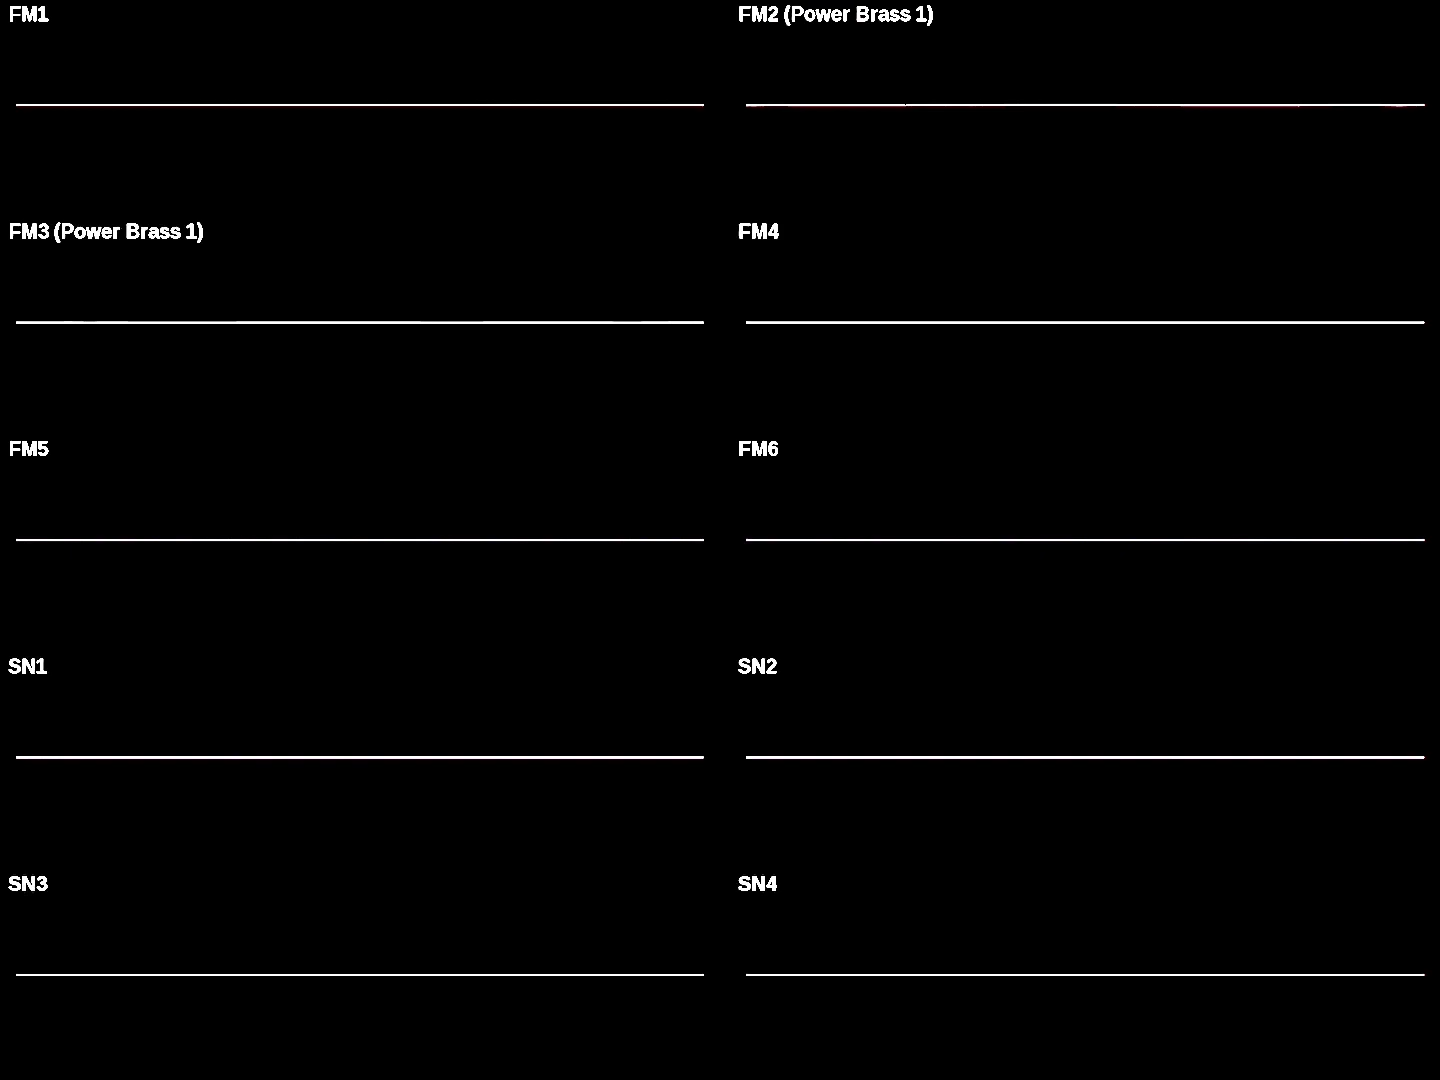 FM1
FM2 (Power Brass 1)
FM3 (Power Brass 1)
FM4
FM5
FM6
SN1
SN2
SN3
SN4